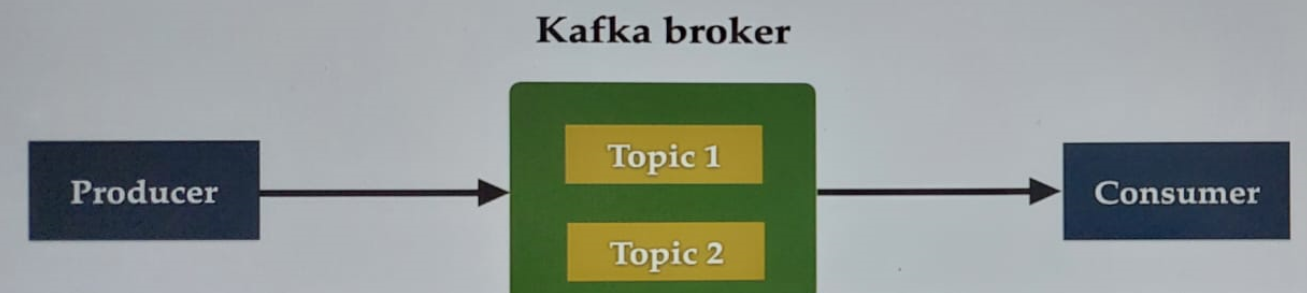 Kafka broker
Topic 1
Producer
Consumer
Topic 2